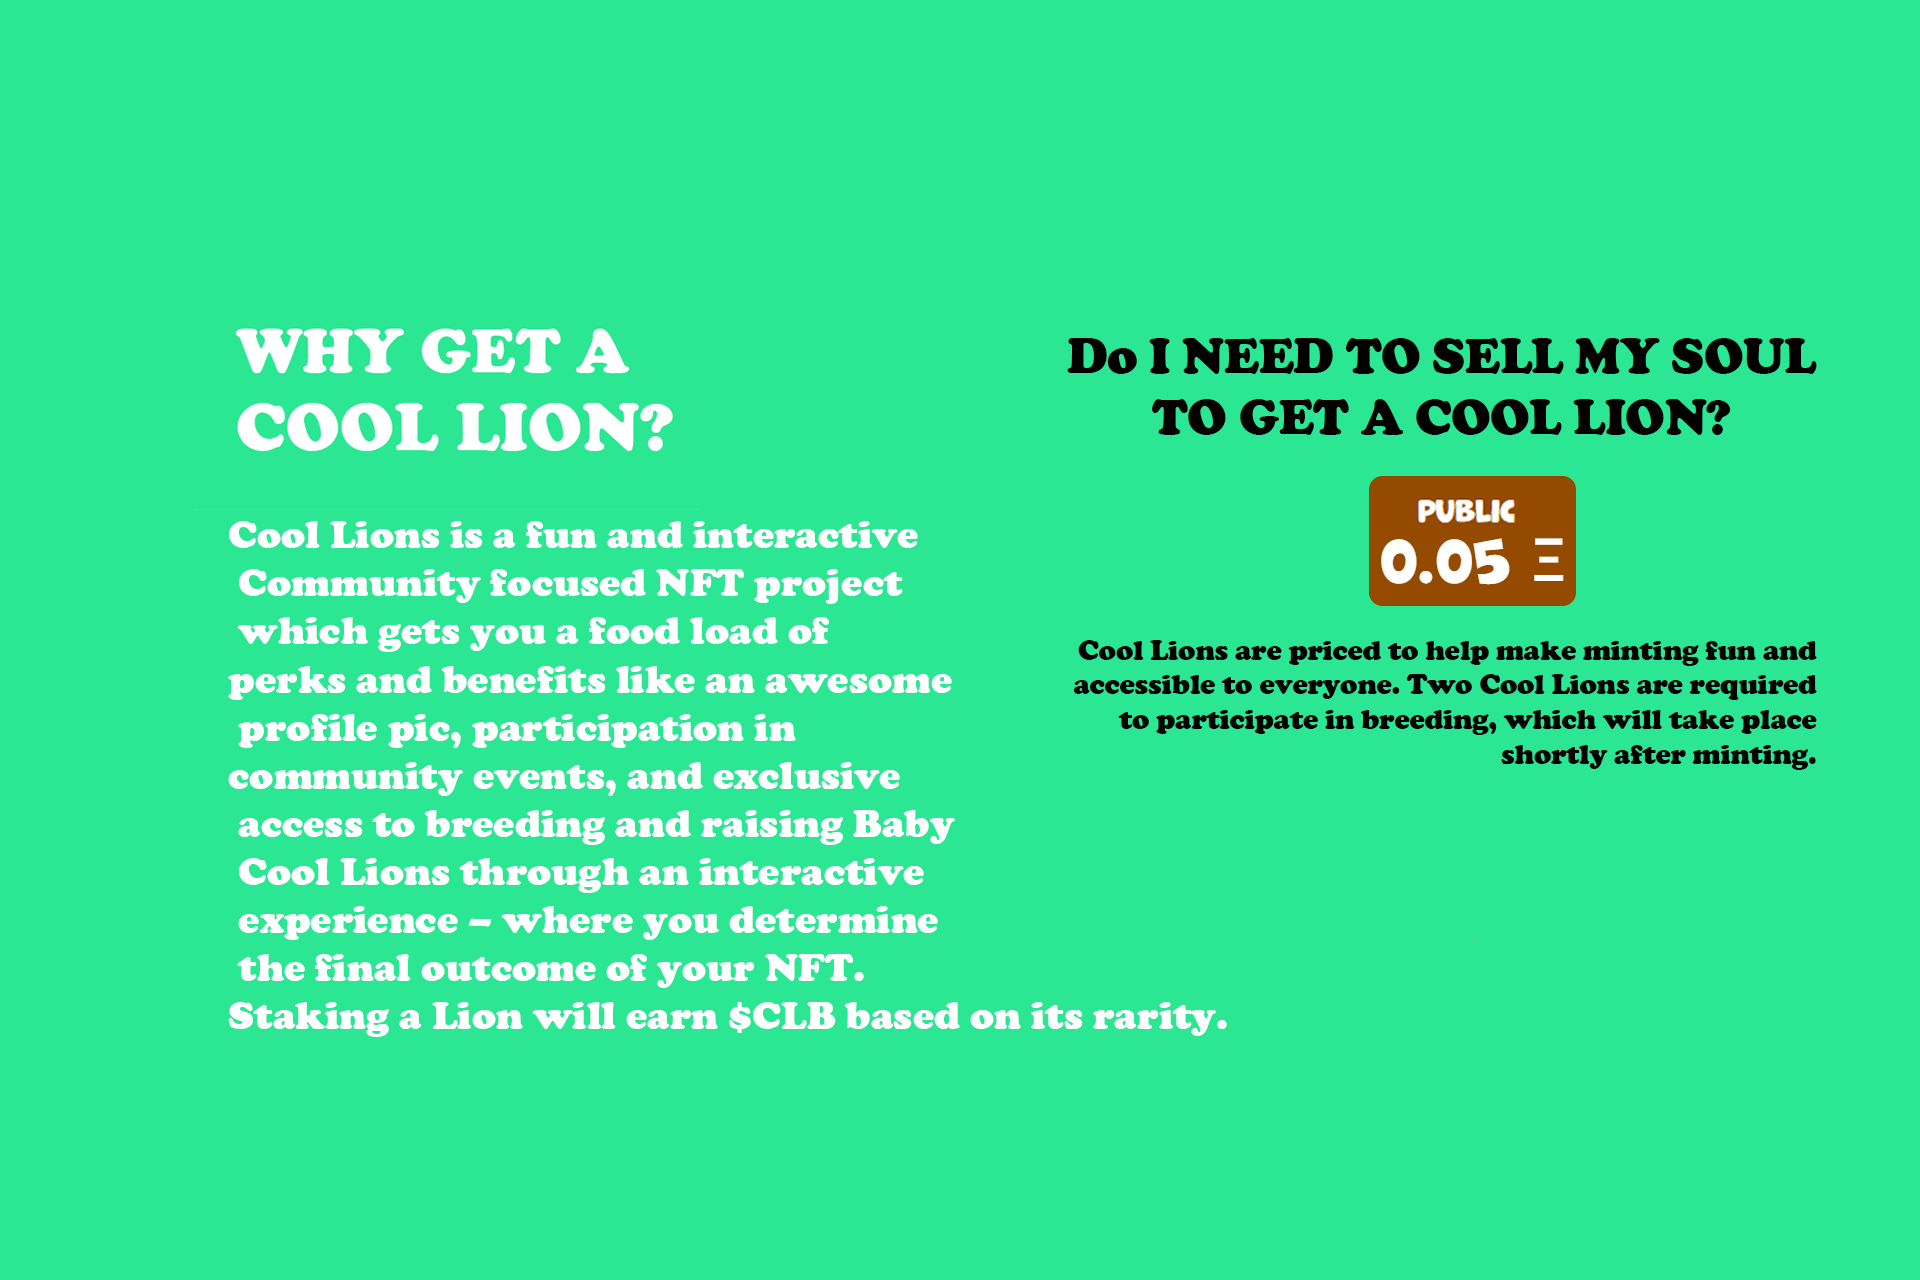 WHY GET A
COOL LION?
Cool Lions is a fun and interactive
Community focused NFT project
which gets you a food load of
perks and benefits like an awesome
profile pic, participation in
community events, and exclusive
access to breeding and raising Baby
Cool Lions through an interactive
experience – where you determine
the final outcome of your NFT.
Staking a Lion will earn $CLB based on its rarity.
Do I NEED TO SELL MY SOUL
TO GET A COOL LION?
PUBLIC
0.05 Ξ
Cool Lions are priced to help make minting fun and
accessible to everyone. Two Cool Lions are required
to participate in breeding, which will take place
shortly after minting.